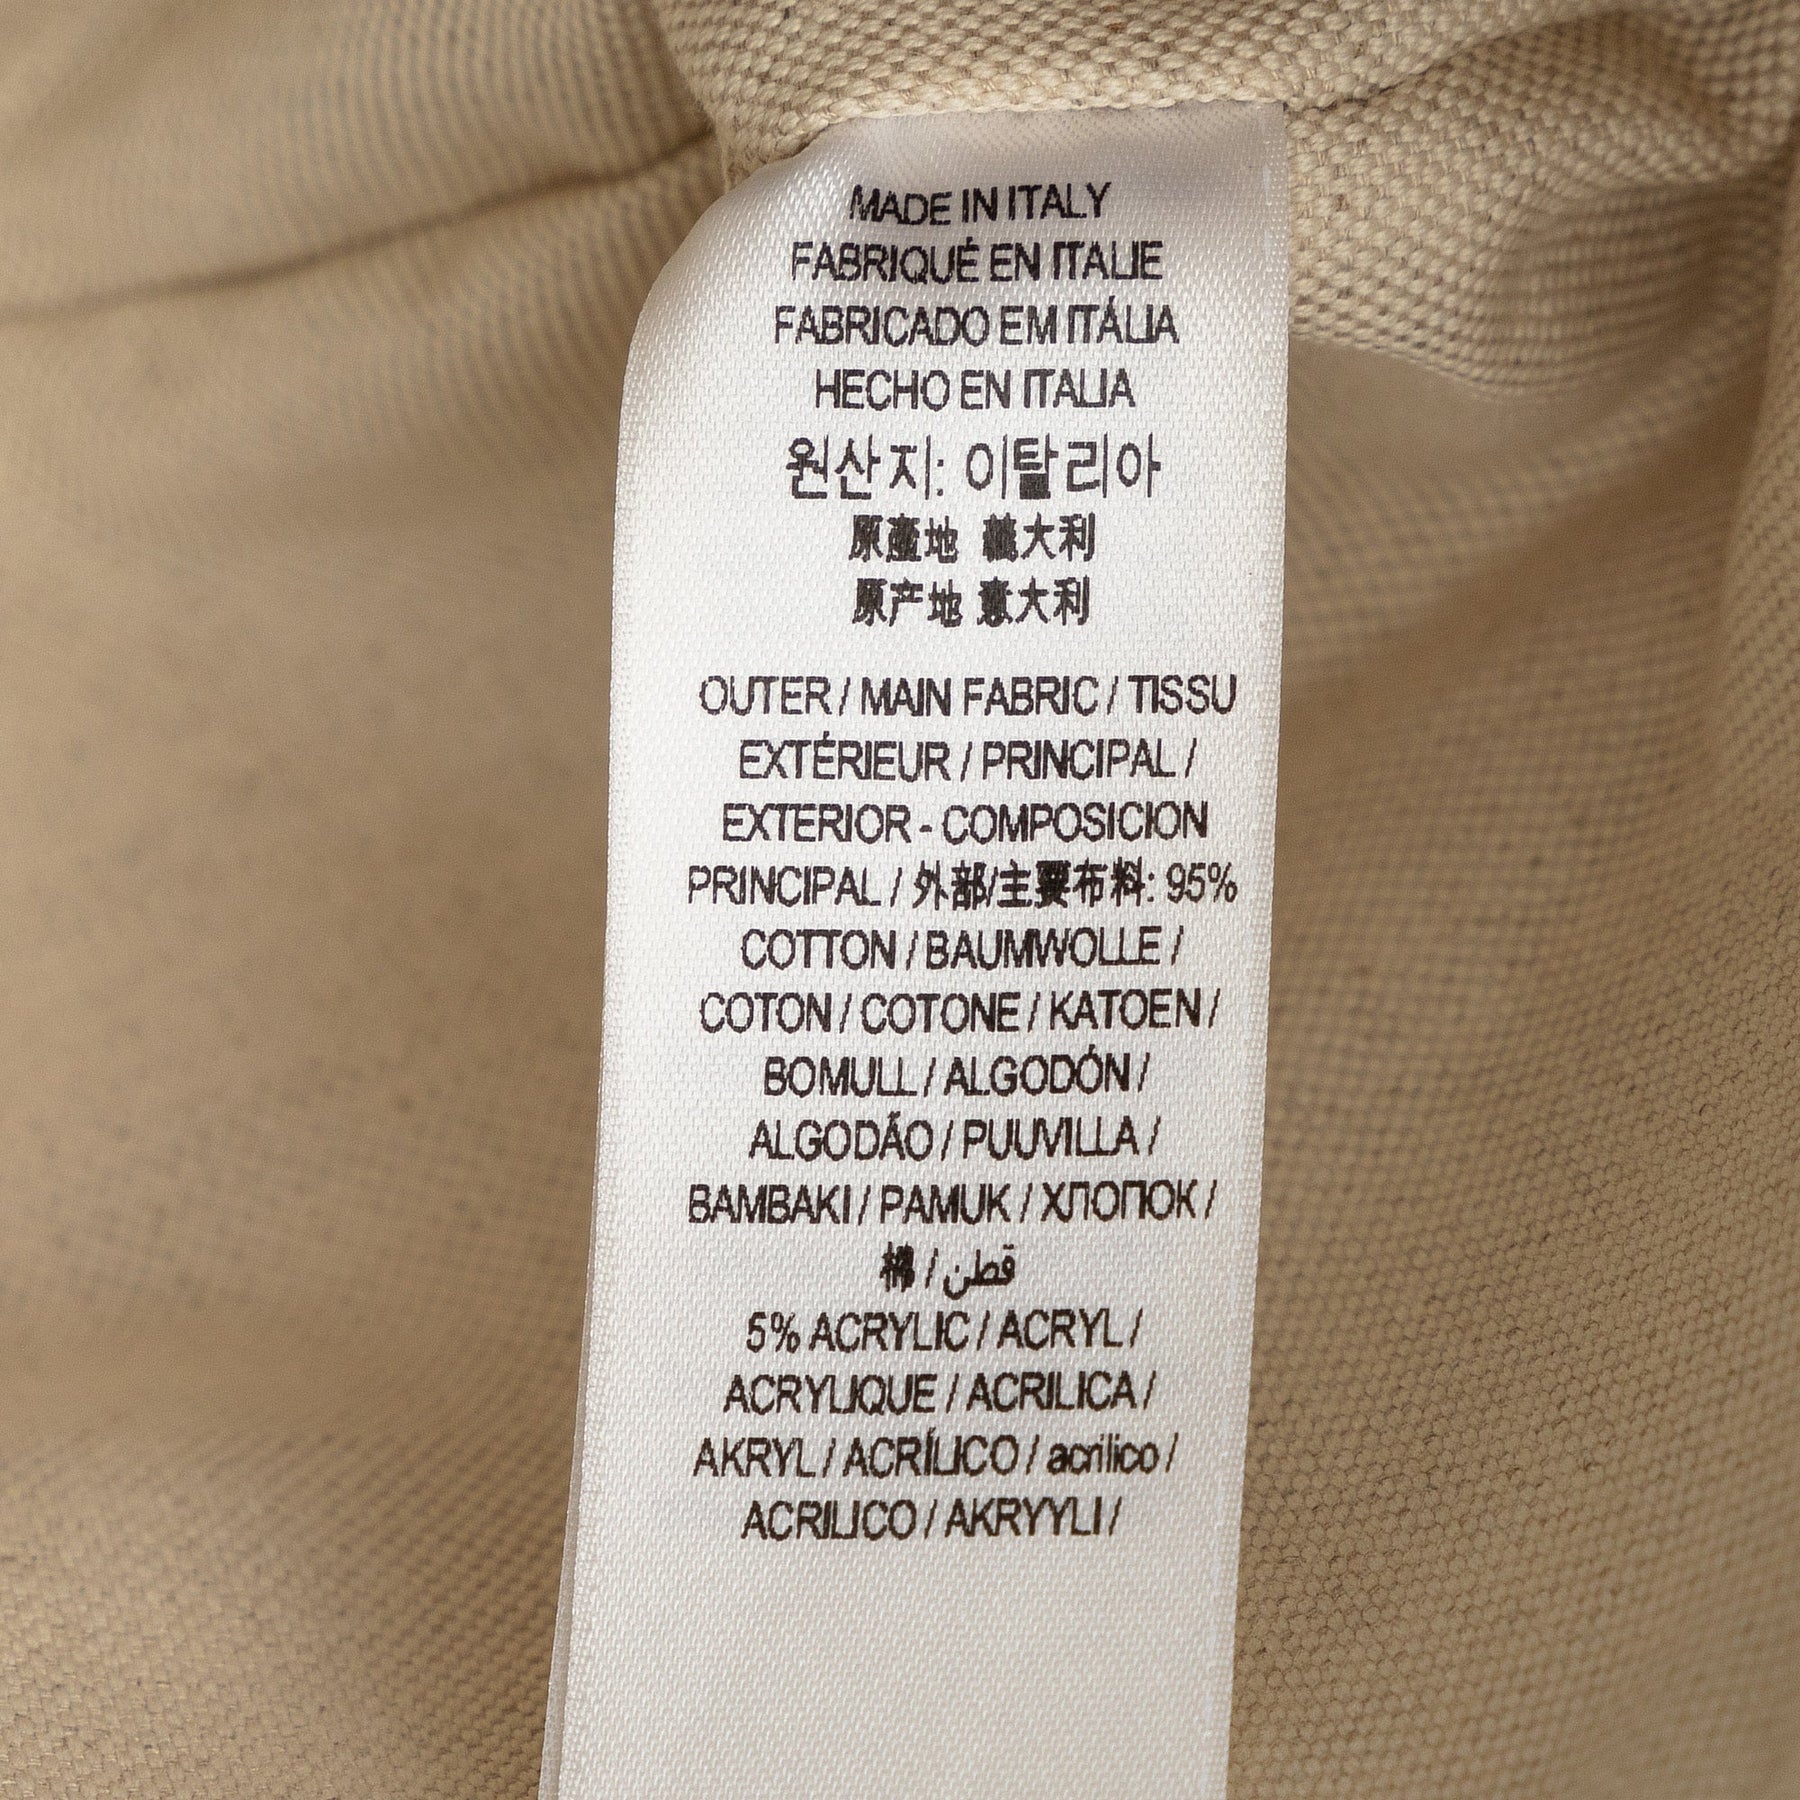 MADE IN ITALY
FABRIQUÉ EN ITALIE
FABRICADO EM ITÁLIA
HECHO EN ITALIA
원산지: 이탈리아
原產地 義大利
原产地 意大利
OUTER / MAIN FABRIC / TISSU
EXTÉRIEUR / PRINCIPAL /
EXTERIOR - COMPOSICION
PRINCIPAL / 外部/主要布料: 95%
COTTON / BAUMWOLLE /
COTON / COTONE / KATOEN /
BOMULL / ALGODÓN /
ALGODÃO / PUUVILLA /
BAMBAKI / PAMUK / ХЛОПОК /
棉 / قطن
5% ACRYLIC / ACRYL /
ACRYLIQUE / ACRILICA /
AKRYL / ACRÍLICO / acrilico /
ACRILICO / AKRYYLI /